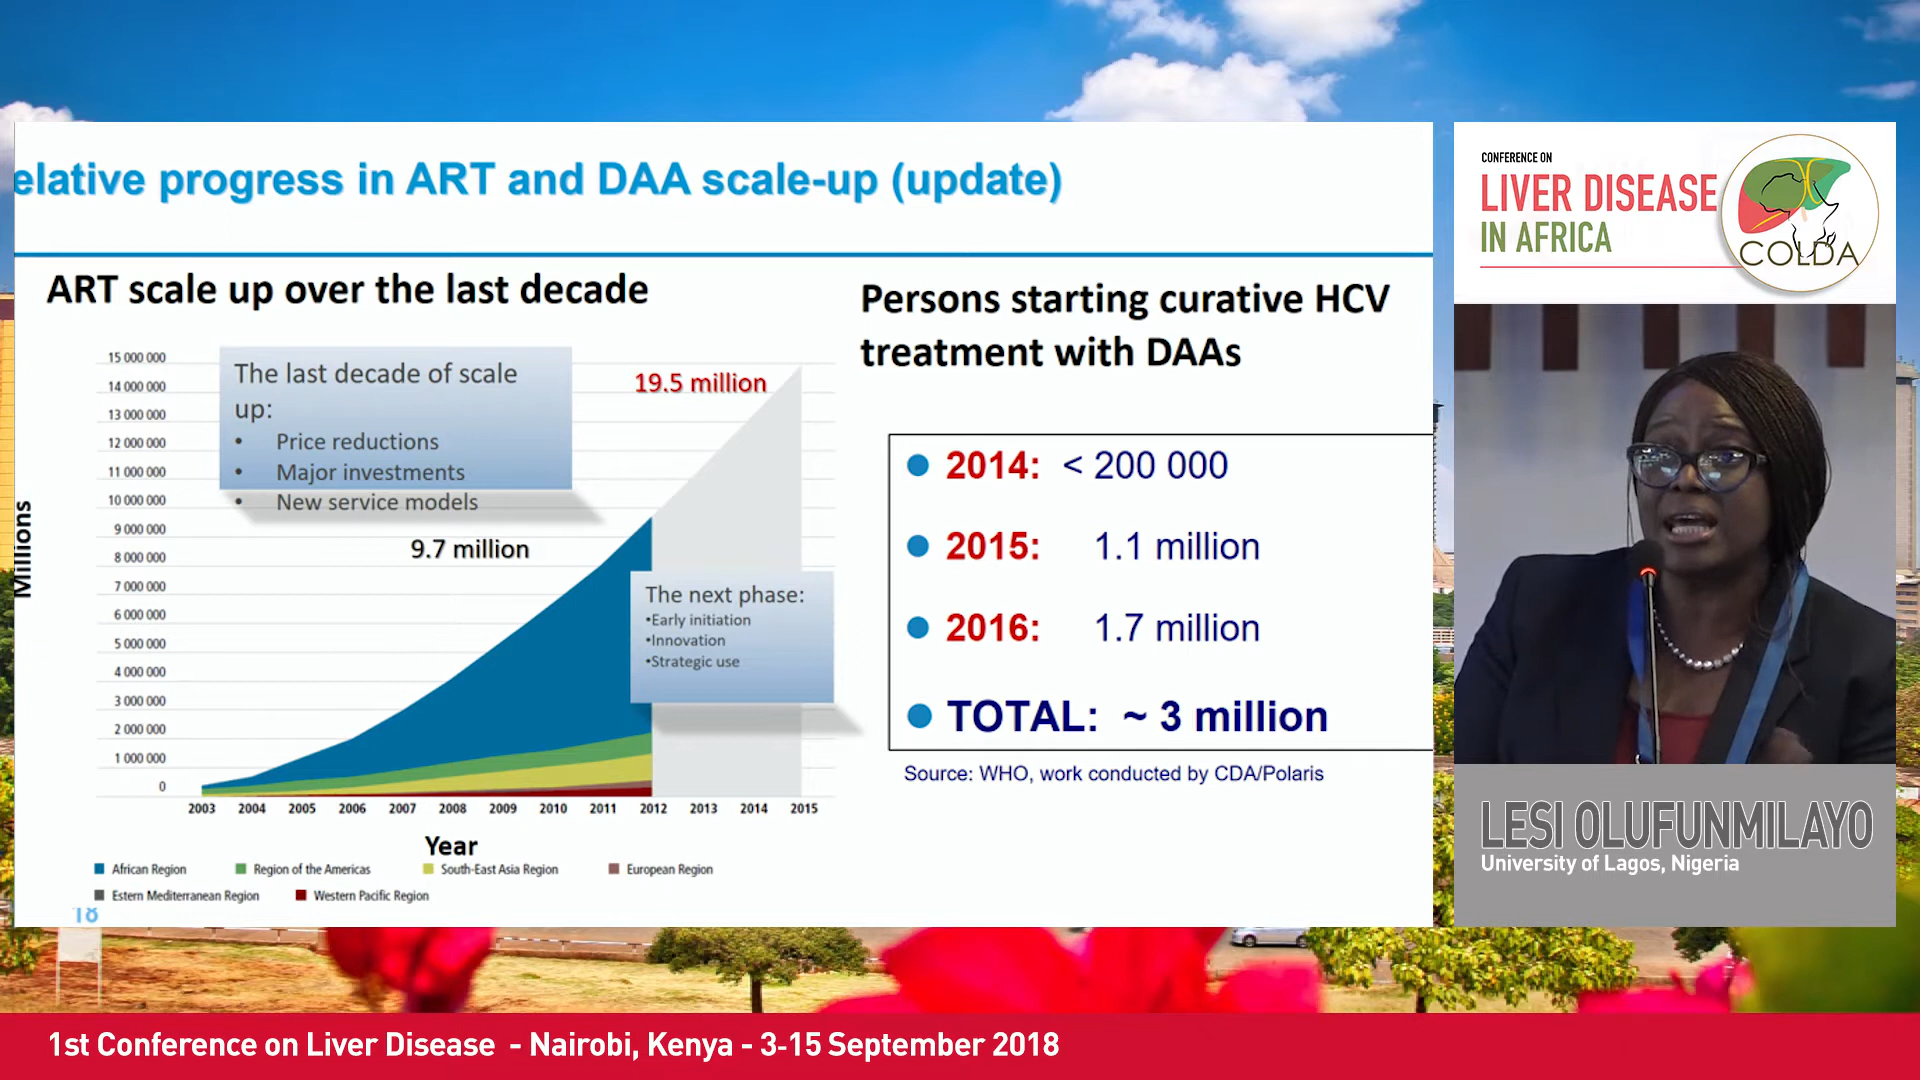 elative progress in ART and DAA scale-up (update)
ART scale up over the last decade
Millions
15 000 000
14 000 000
13 000 000
12 000 000
11 000 000
10 000 000
9 000 000
8 000 000
7 000 000
6 000 000
5 000 000
4 000 000
3 000 000
2 000 000
1 000 000
0
The last decade of scale
up:
• Price reductions
• Major investments
• New service models
19.5 million
9.7 million
The next phase:
•Early initiation
•Innovation
•Strategic use
2003 2004 2005 2006 2007 2008 2009 2010 2011 2012 2013 2014 2015
Year
African Region Region of the Americas South-East Asia Region European Region
Estern Mediterranean Region Western Pacific Region
18
Persons starting curative HCV
treatment with DAAs
2014: < 200 000
2015: 1.1 million
2016: 1.7 million
TOTAL: ~ 3 million
Source: WHO, work conducted by CDA/Polaris
CONFERENCE ON
LIVER DISEASE
IN AFRICA
COLDA
LESI OLUFUNMILAYO
University of Lagos, Nigeria
1st Conference on Liver Disease - Nairobi, Kenya - 3-15 September 2018